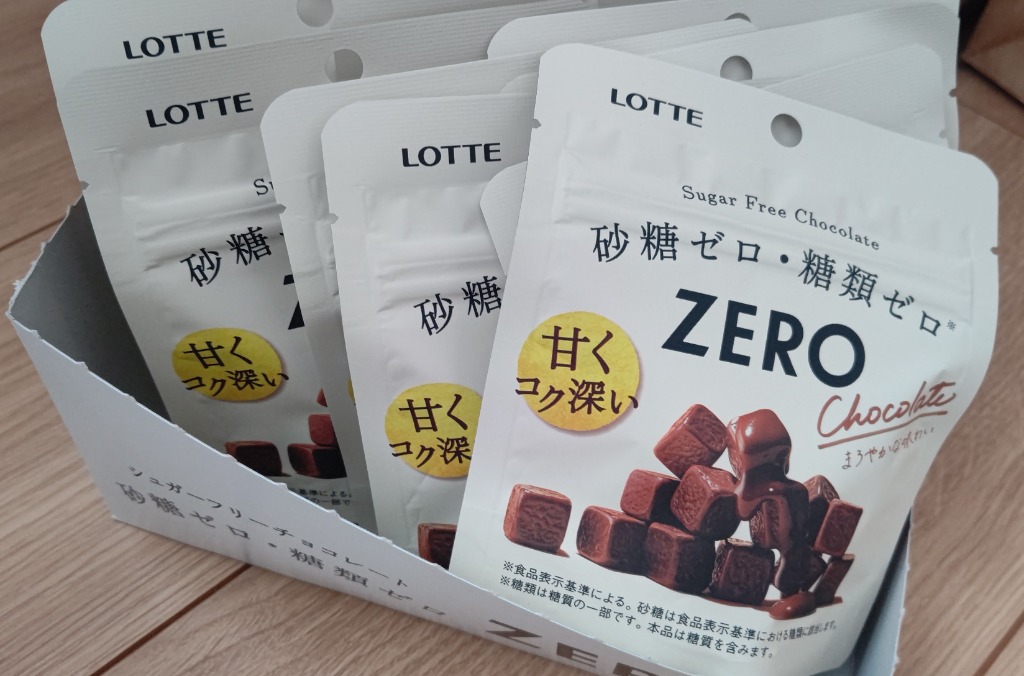 LOTTE
LOTTE
Su
砂糖
甘く
コク深い
LOTTE
砂糖
甘く
コク深
LOTTE
Sugar Free Chocolate
砂糖ゼロ・糖類ゼロ※
ZERO
甘く
コク深い
Chocolate
まろやかな味わい
※食品表示基準による。砂糖は食品表示基準における糖類に該当します。
※糖類は糖質の一部です。本品は糖質を含みます。
シュガーフリーチョコレート
砂糖ゼロ・糖類ゼロ
ZER